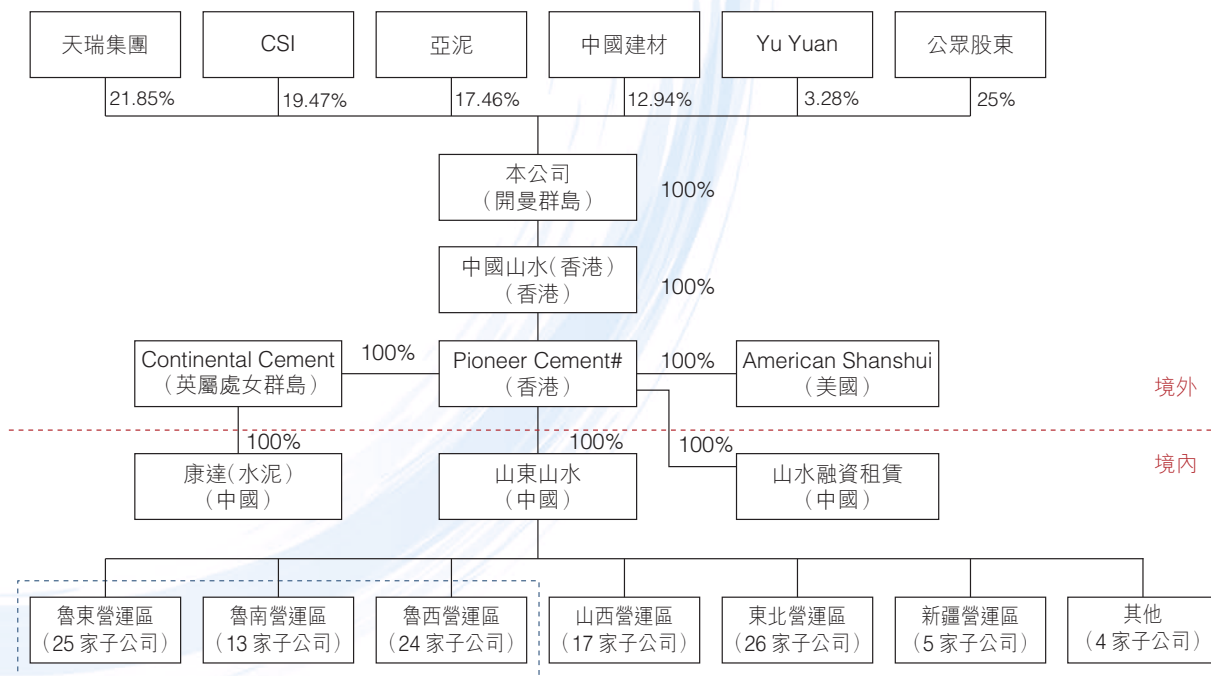 天瑞集團
CSI
亞泥
中國建材
Yu Yuan
公眾股東
21.85%
19.47%
17.46%
12.94%
3.28%
25%
本公司
（開曼群島）
100%
中國山水（香港）
（香港）
100%
Continental Cement
（英屬處女群島）
100%
Pioneer Cement#
（香港）
100%
American Shanshui
（美國）
境外
100%
100%
100%
境內
康達（水泥）
（中國）
山東山水
（中國）
山水融資租賃
（中國）
魯東營運區
（25 家子公司）
魯南營運區
（13 家子公司）
魯西營運區
（24 家子公司）
山西營運區
（17 家子公司）
東北營運區
（26 家子公司）
新疆營運區
（5 家子公司）
其他
（4 家子公司）